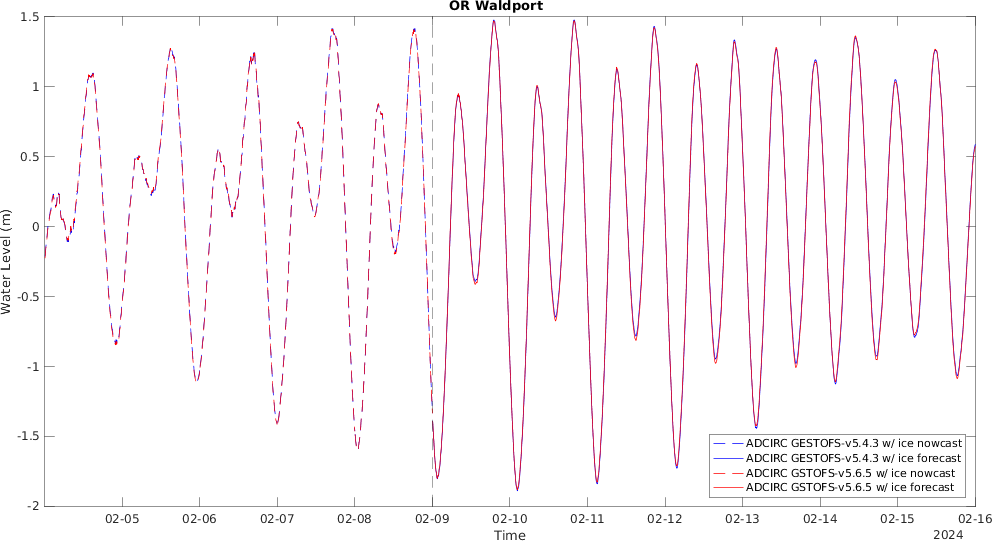 OR Waldport
1.5
1
0.5
0
-0.5
-1
-1.5
-2
Water Level (m)
ADCIRC GESTOFS-v5.4.3 w/ ice nowcast
ADCIRC GESTOFS-v5.4.3 w/ ice forecast
ADCIRC GSTOFS-v5.6.5 w/ ice nowcast
ADCIRC GSTOFS-v5.6.5 w/ ice forecast
02-05 02-06 02-07 02-08 02-09 02-10 02-11 02-12 02-13 02-14 02-15 02-16
Time
2024